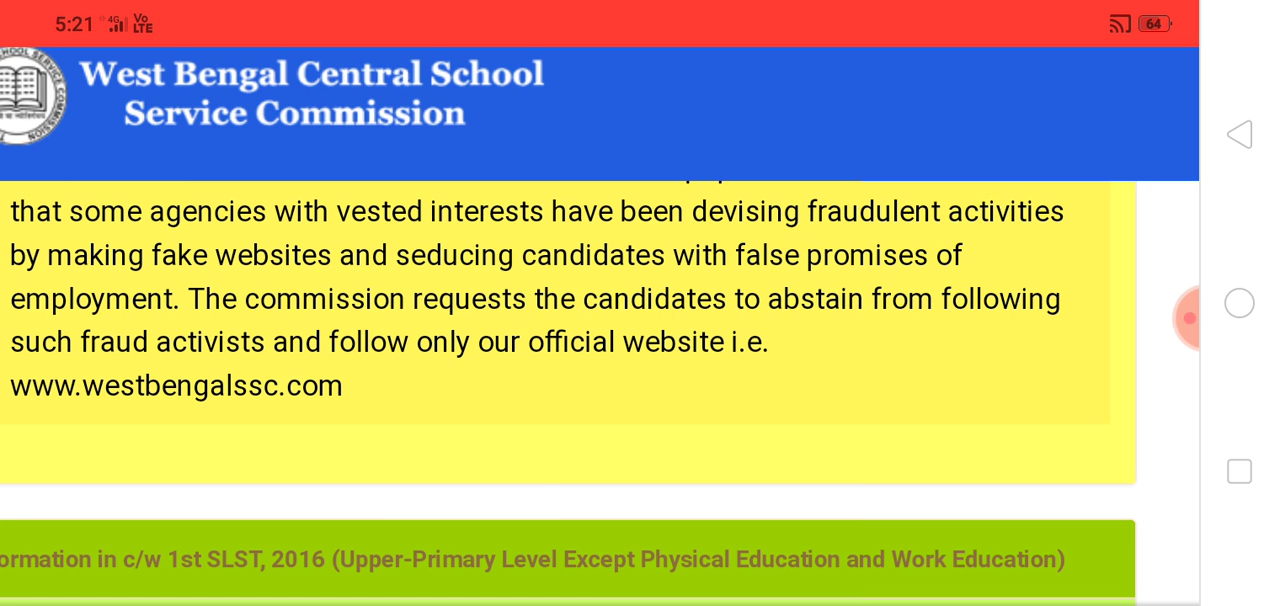 5:21 4G Vo LTE 64
West Bengal Central School
Service Commission
that some agencies with vested interests have been devising fraudulent activities
by making fake websites and seducing candidates with false promises of
employment. The commission requests the candidates to abstain from following
such fraud activists and follow only our official website i.e.
www.westbengalssc.com
ormation in c/w 1st SLST, 2016 (Upper-Primary Level Except Physical Education and Work Education)